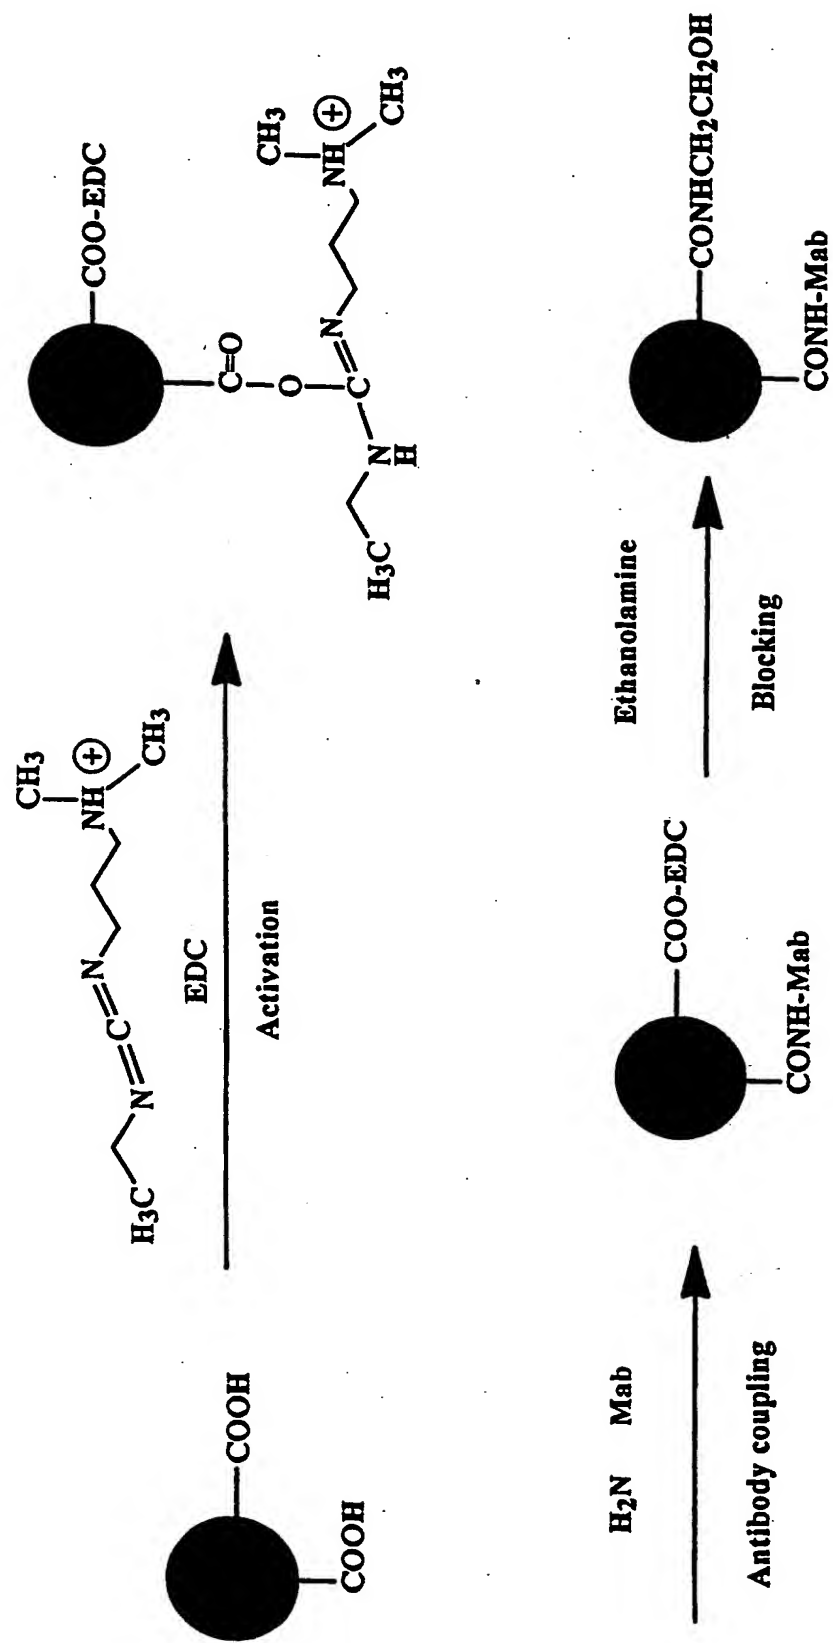 COOH
COOH
CH3
NH
+
CH3
H3C
N
C
N
EDC
Activation
COO-EDC
C=O
O
H3C
N
H
C
N
CH3
NH
+
CH3
H2N Mab
Antibody coupling
COO-EDC
CONH-Mab
Ethanolamine
Blocking
CONHCH2CH2OH
CONH-Mab